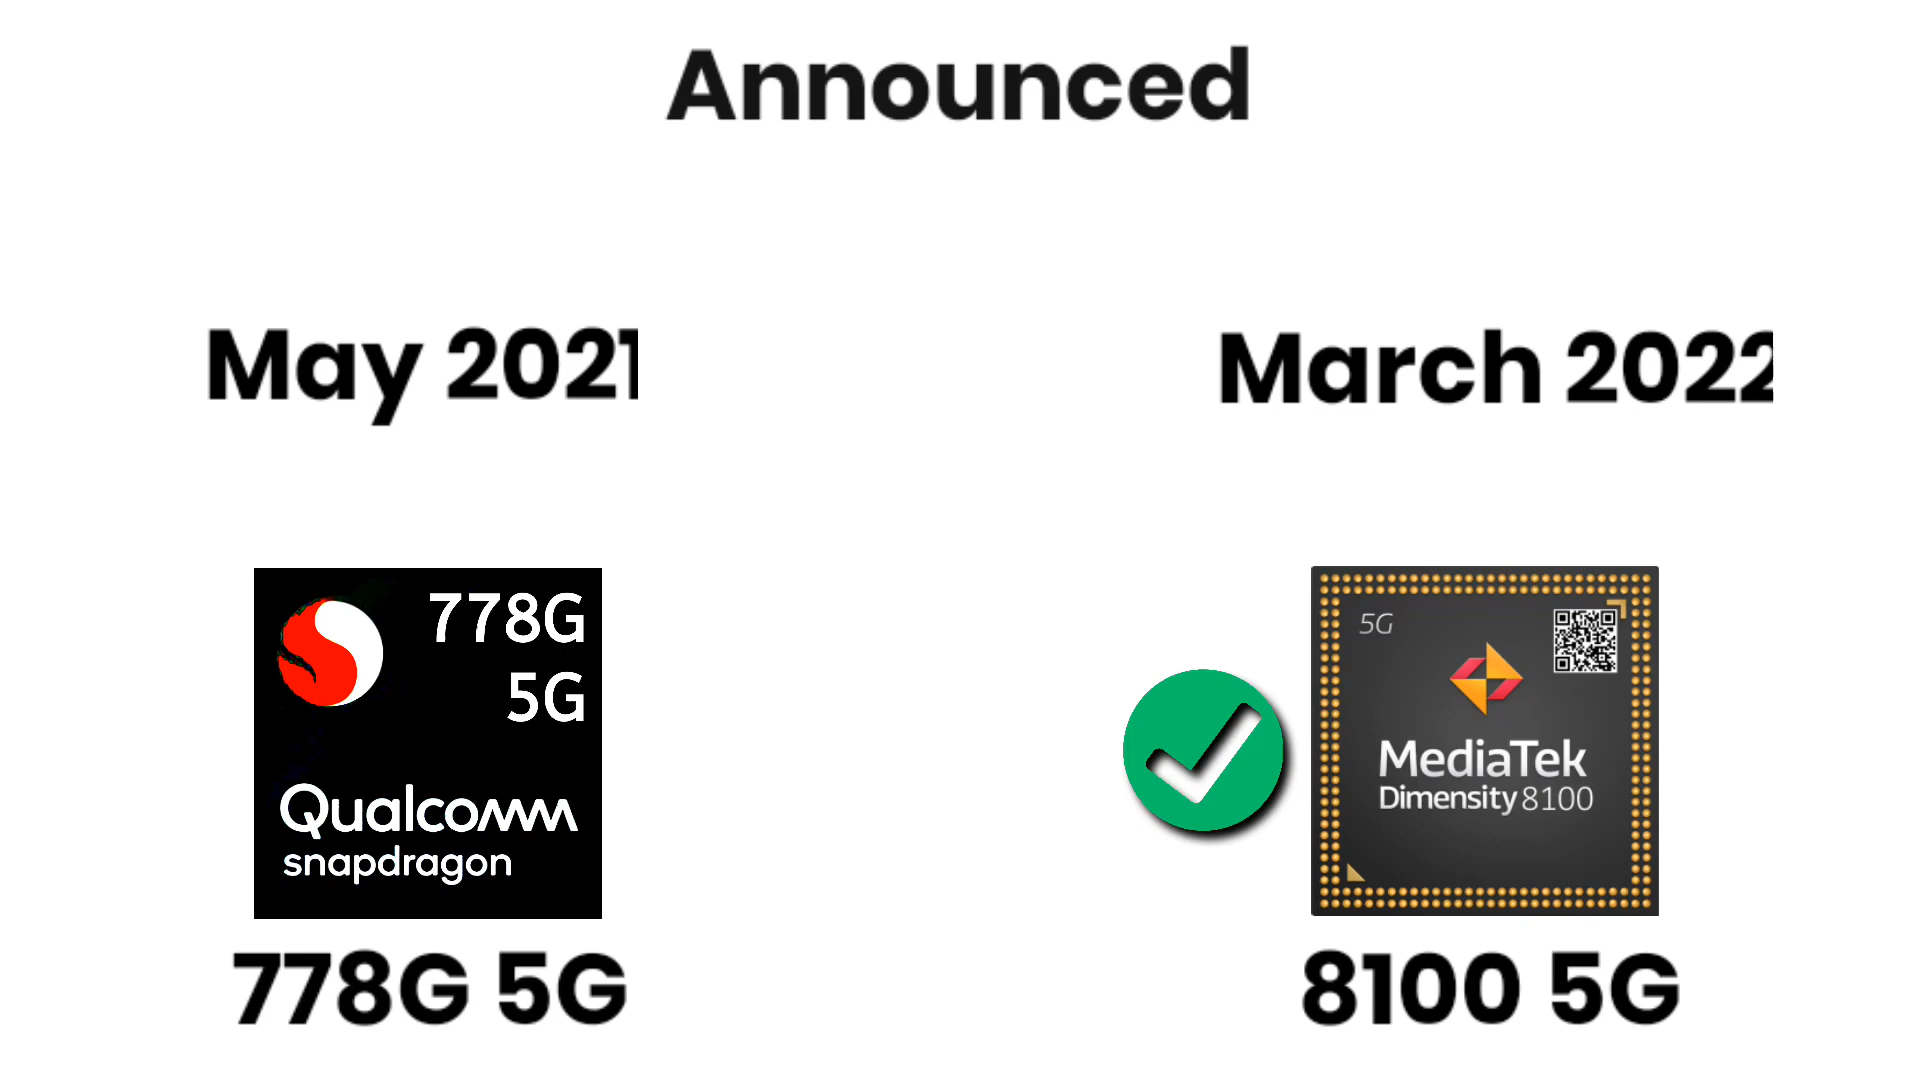 Announced
May 2021
March 2022
778G
5G
Qualcomm
snapdragon
5G
MediaTek
Dimensity 8100
778G 5G
8100 5G